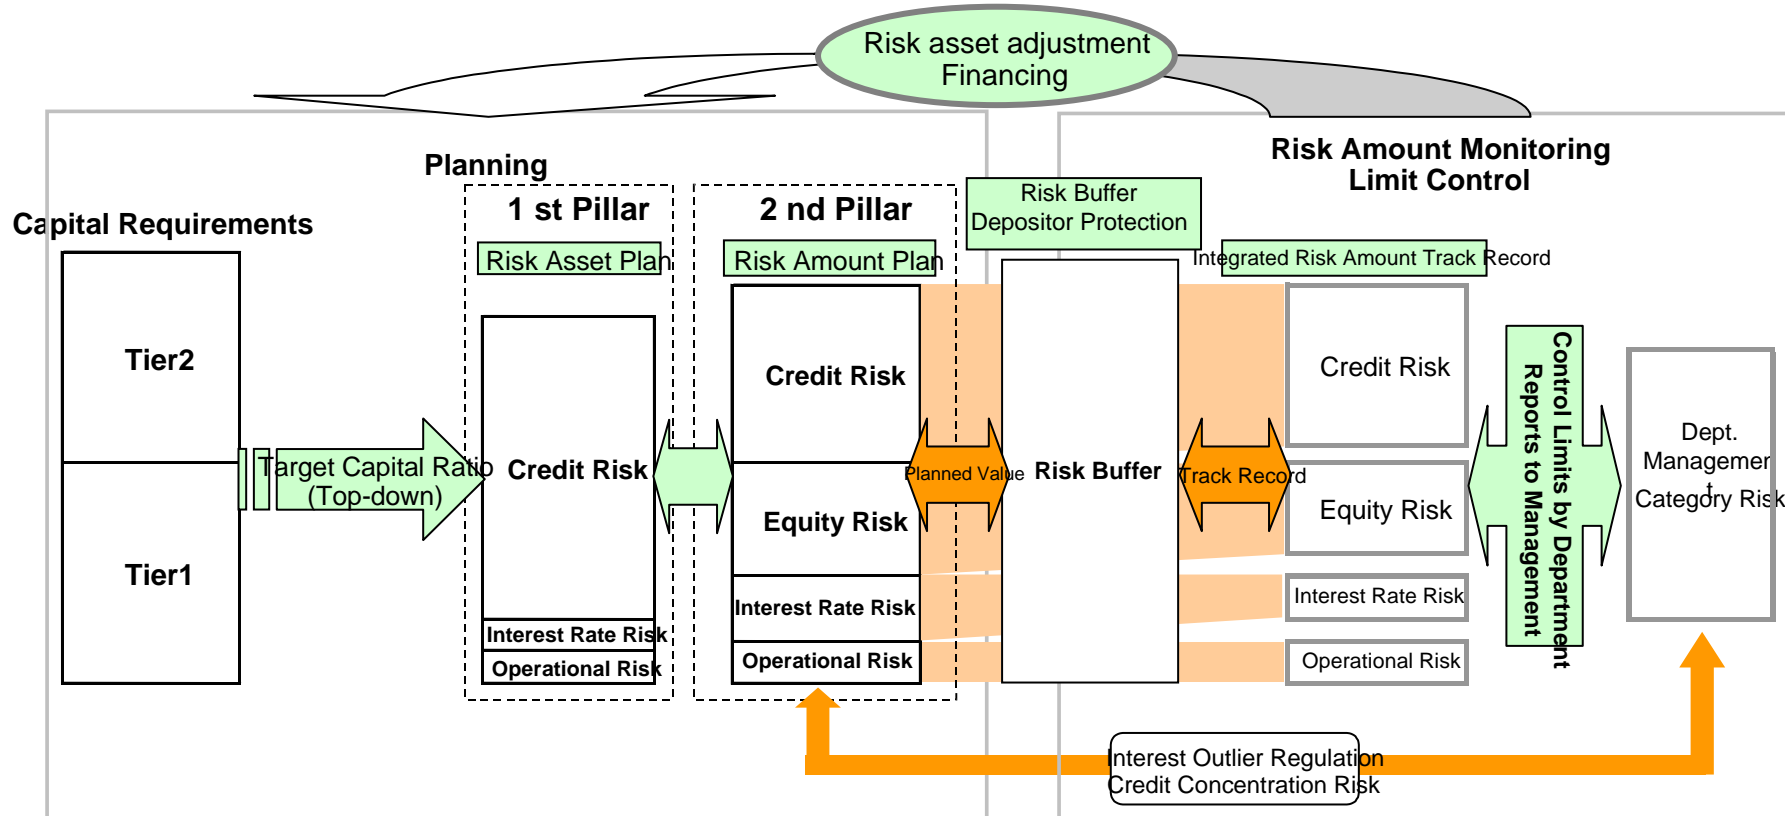 Risk asset adjustment
Financing
Planning
Risk Amount Monitoring
Limit Control
Capital Requirements
1 st Pillar
2 nd Pillar
Risk Buffer
Depositor Protection
Risk Asset Plan
Risk Amount Plan
Integrated Risk Amount Track Record
Tier2
Tier1
Target Capital Ratio
(Top-down)
Credit Risk
Interest Rate Risk
Operational Risk
Credit Risk
Equity Risk
Interest Rate Risk
Operational Risk
Planned Value
Risk Buffer
Track Record
Credit Risk
Equity Risk
Interest Rate Risk
Operational Risk
Control Limits by Department
Reports to Management
Dept.
Managemen
t
Category Risk
Interest Outlier Regulation
Credit Concentration Risk